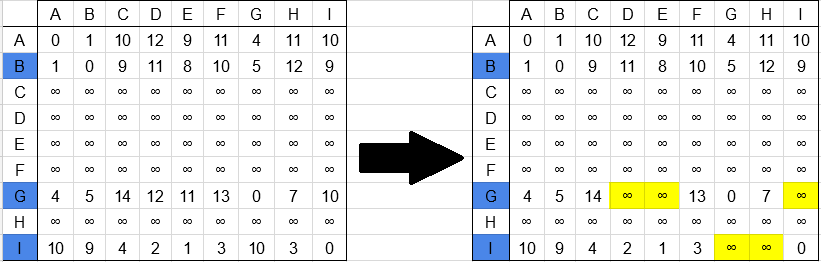 A B C D E F G H I A B C D E F G H I
A 0 1 10 12 9 11 4 11 10 A 0 1 10 12 9 11 4 11 10
B 1 0 9 11 8 10 5 12 9 B 1 0 9 11 8 10 5 12 9
C ∞ ∞ ∞ ∞ ∞ ∞ ∞ ∞ ∞ C ∞ ∞ ∞ ∞ ∞ ∞ ∞ ∞ ∞
D ∞ ∞ ∞ ∞ ∞ ∞ ∞ ∞ ∞ D ∞ ∞ ∞ ∞ ∞ ∞ ∞ ∞ ∞
E ∞ ∞ ∞ ∞ ∞ ∞ ∞ ∞ ∞ E ∞ ∞ ∞ ∞ ∞ ∞ ∞ ∞ ∞
F ∞ ∞ ∞ ∞ ∞ ∞ ∞ ∞ ∞ F ∞ ∞ ∞ ∞ ∞ ∞ ∞ ∞ ∞
G 4 5 14 12 11 13 0 7 10 G 4 5 14 ∞ ∞ 13 0 7 ∞
H ∞ ∞ ∞ ∞ ∞ ∞ ∞ ∞ ∞ H ∞ ∞ ∞ ∞ ∞ ∞ ∞ ∞ ∞
I 10 9 4 2 1 3 10 3 0 I 10 9 4 2 1 3 ∞ ∞ 0